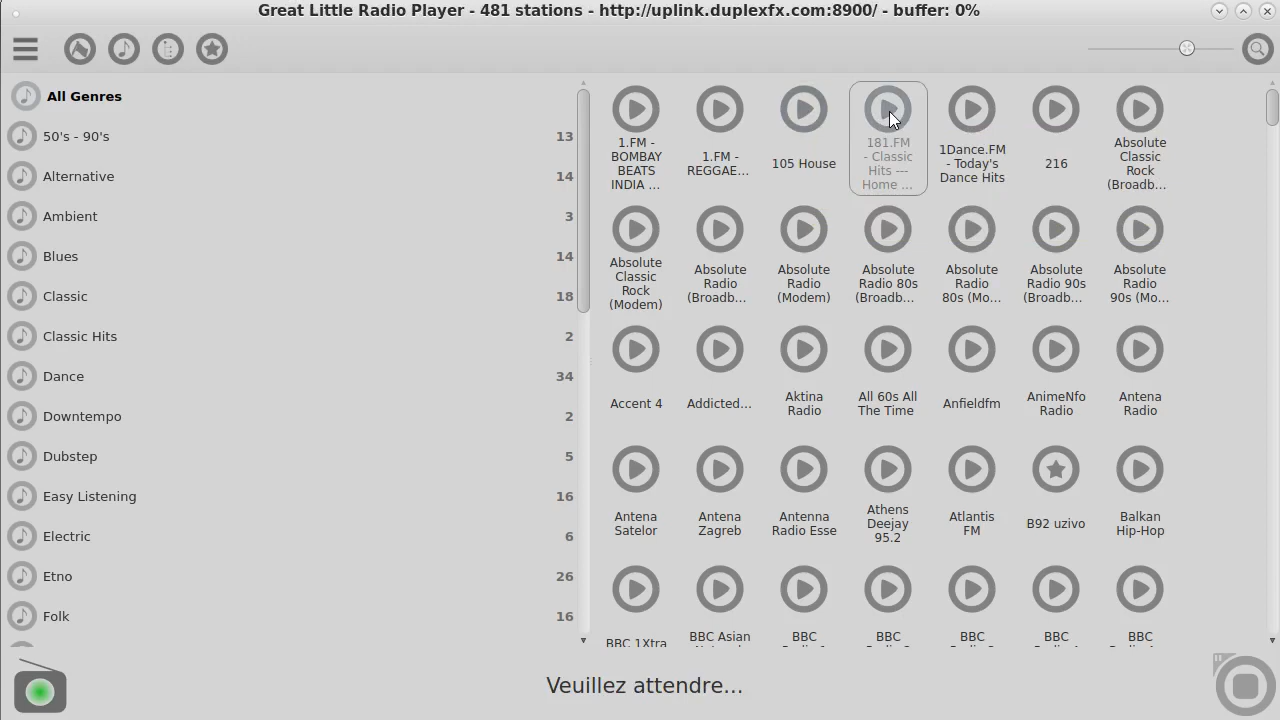 Great Little Radio Player - 481 stations - http://uplink.duplexfx.com:8900/ - buffer: 0%
All Genres
50's - 90's 13
Alternative 14
Ambient 3
Blues 14
Classic 18
Classic Hits 2
Dance 34
Downtempo 2
Dubstep 5
Easy Listening 16
Electric 6
Etno 26
Folk 16
1.FM -
BOMBAY
BEATS
INDIA ...
1.FM -
REGGAE...
105 House
181.FM
- Classic
Hits ---
Home ...
1Dance.FM
- Today's
Dance Hits
216
Absolute
Classic
Rock
(Broadb...
Absolute
Classic
Rock
(Modem)
Absolute
Radio
(Broadb...
Absolute
Radio
(Modem)
Absolute
Radio 80s
(Broadb...
Absolute
Radio
80s (Mo...
Absolute
Radio 90s
(Broadb...
Absolute
Radio
90s (Mo...
Accent 4
Addicted...
Aktina
Radio
All 60s All
The Time
Anfieldfm
AnimeNfo
Radio
Antena
Radio
Antena
Satelor
Antena
Zagreb
Antenna
Radio Esse
Athens
Deejay
95.2
Atlantis
FM
B92 uzivo
Balkan
Hip-Hop
BBC 1Xtra
BBC Asian
BBC
BBC
BBC
BBC
BBC
Veuillez attendre...